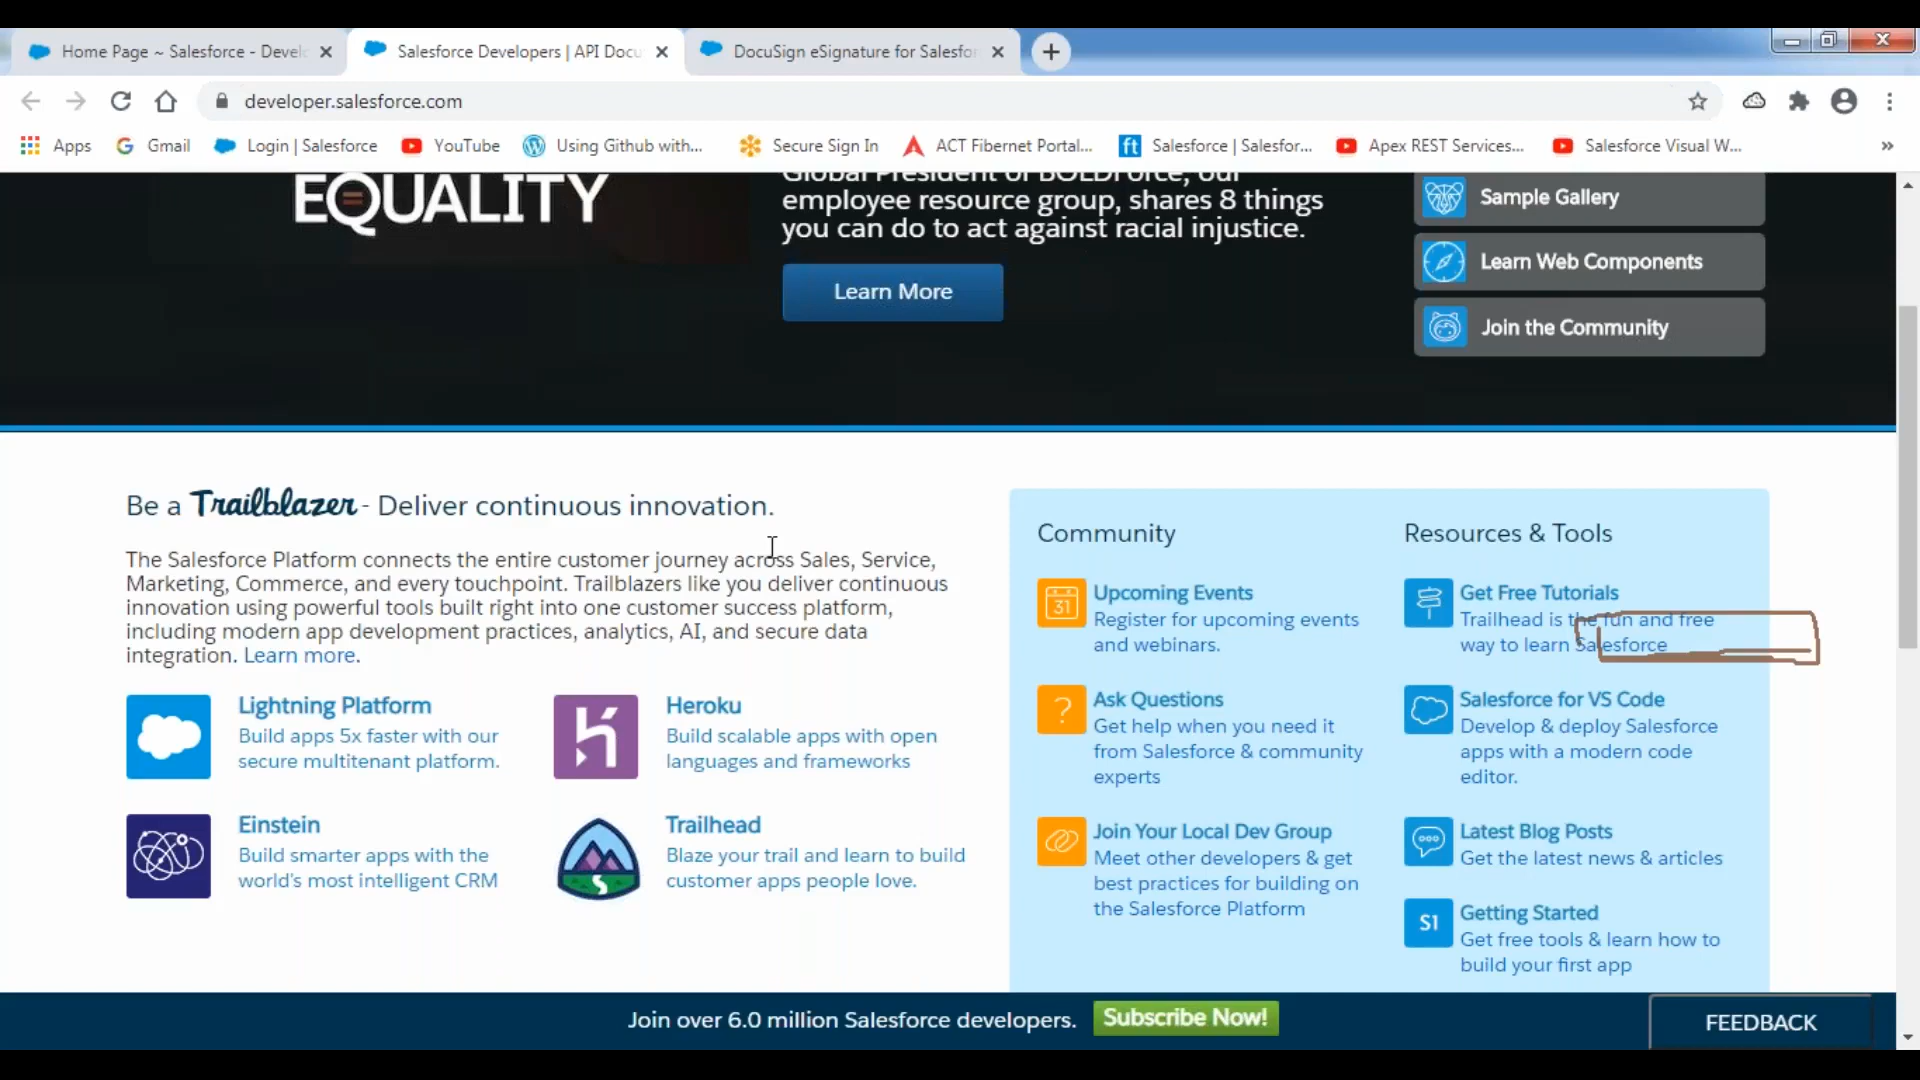 Home Page ~ Salesforce - Devel
Salesforce Developers | API Docu
DocuSign eSignature for Salesfor
developer.salesforce.com
Apps
Gmail
Login | Salesforce
YouTube
Using Github with...
Secure Sign In
ACT Fibernet Portal...
ft
Salesforce | Salesfor...
Apex REST Services...
Salesforce Visual W...
»
EQUALITY
Global President of BOLDForce, our
employee resource group, shares 8 things
you can do to act against racial injustice.
Learn More
Sample Gallery
Learn Web Components
Join the Community
Be a Trailblazer - Deliver continuous innovation.
The Salesforce Platform connects the entire customer journey across Sales, Service,
Marketing, Commerce, and every touchpoint. Trailblazers like you deliver continuous
innovation using powerful tools built right into one customer success platform,
including modern app development practices, analytics, AI, and secure data
integration. Learn more.
Lightning Platform
Build apps 5x faster with our
secure multitenant platform.
Heroku
Build scalable apps with open
languages and frameworks
Einstein
Build smarter apps with the
world's most intelligent CRM
Trailhead
Blaze your trail and learn to build
customer apps people love.
Community
31
Upcoming Events
Register for upcoming events
and webinars.
?
Ask Questions
Get help when you need it
from Salesforce & community
experts
Join Your Local Dev Group
Meet other developers & get
best practices for building on
the Salesforce Platform
Resources & Tools
Get Free Tutorials
Trailhead is the fun and free
way to learn Salesforce
Salesforce for VS Code
Develop & deploy Salesforce
apps with a modern code
editor.
Latest Blog Posts
Get the latest news & articles
S1
Getting Started
Get free tools & learn how to
build your first app
Join over 6.0 million Salesforce developers.
Subscribe Now!
FEEDBACK